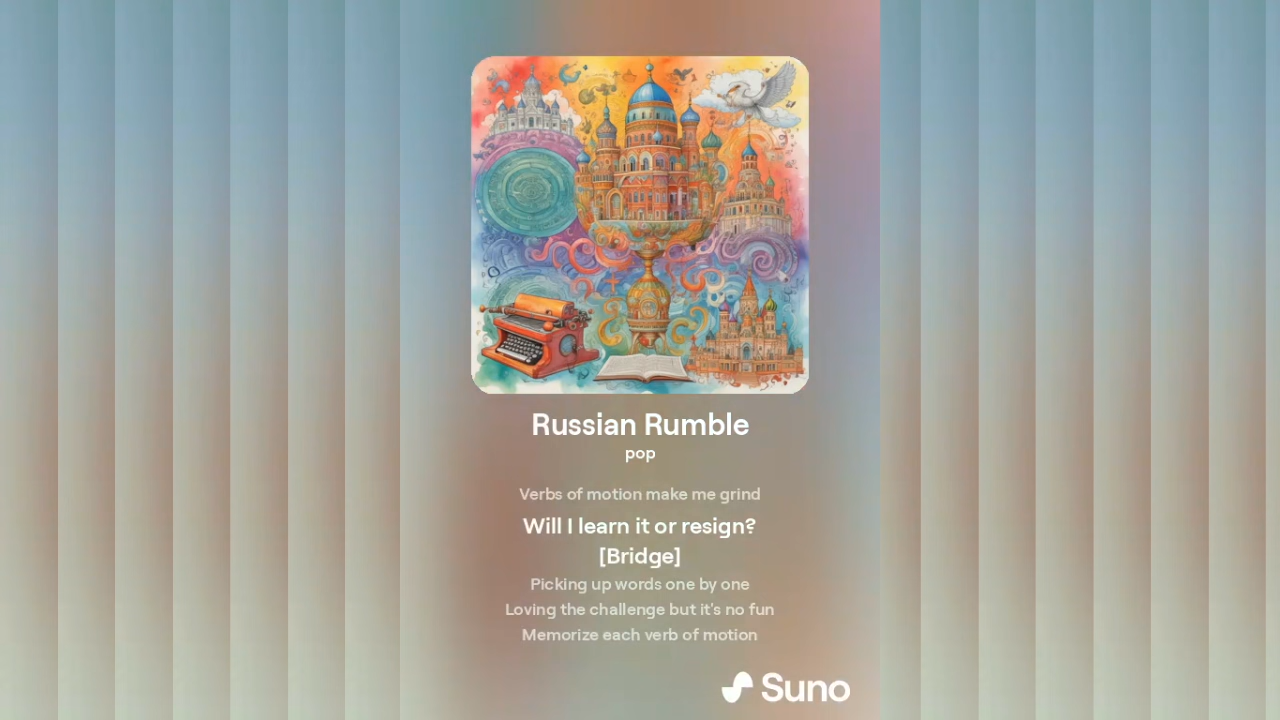 Russian Rumble
pop
Verbs of motion make me grind
Will I learn it or resign?
[Bridge]
Picking up words one by one
Loving the challenge but it's no fun
Memorize each verb of motion
Suno